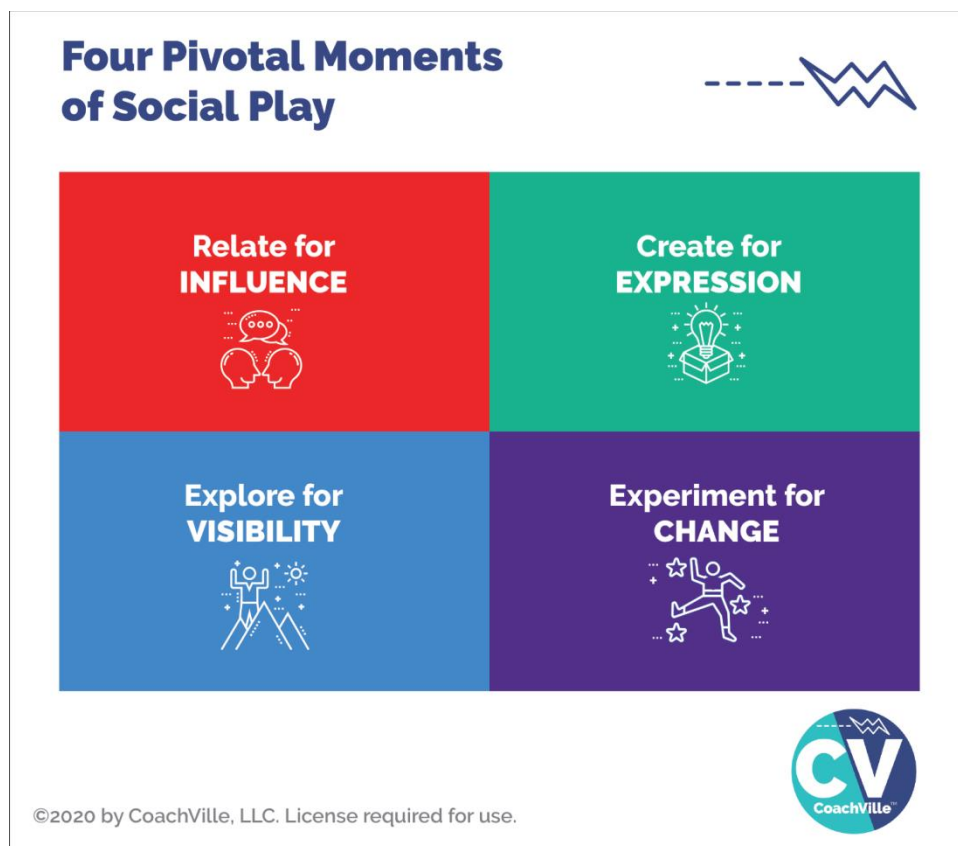 Four Pivotal Moments
of Social Play
Relate for
INFLUENCE
Create for
EXPRESSION
Explore for
VISIBILITY
Experiment for
CHANGE
CV
CoachVille™
©2020 by CoachVille, LLC. License required for use.